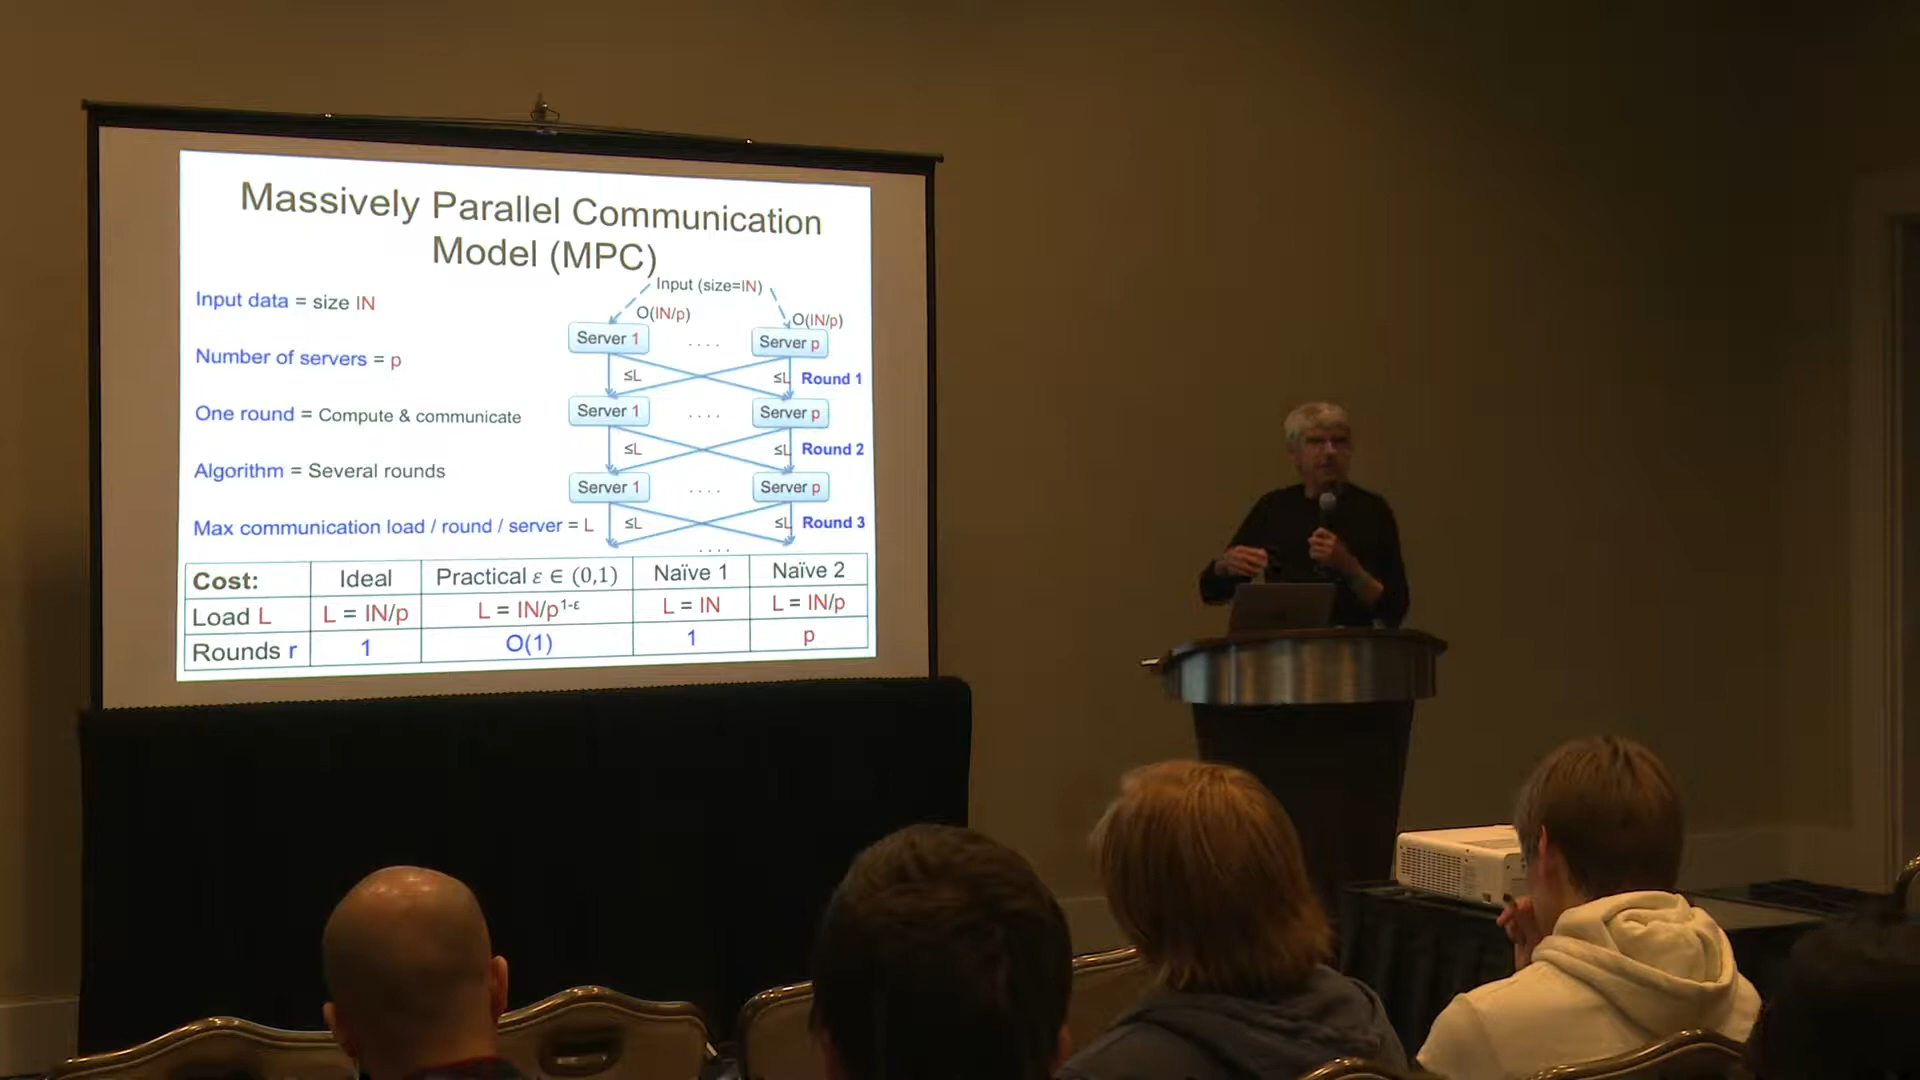 Massively Parallel Communication
Model (MPC)
Input data = size IN
Number of servers = p
One round = Compute & communicate
Algorithm = Several rounds
Max communication load / round / server = L
Input (size=IN)
O(IN/p) O(IN/p)
Server 1 .... Server p
≤L ≤L Round 1
Server 1 .... Server p
≤L ≤L Round 2
Server 1 .... Server p
≤L ≤L Round 3
....
Cost: Ideal Practical ε ∈ (0,1) Naïve 1 Naïve 2
Load L L = IN/p L = IN/p¹⁻ᵋ L = IN L = IN/p
Rounds r 1 O(1) 1 p